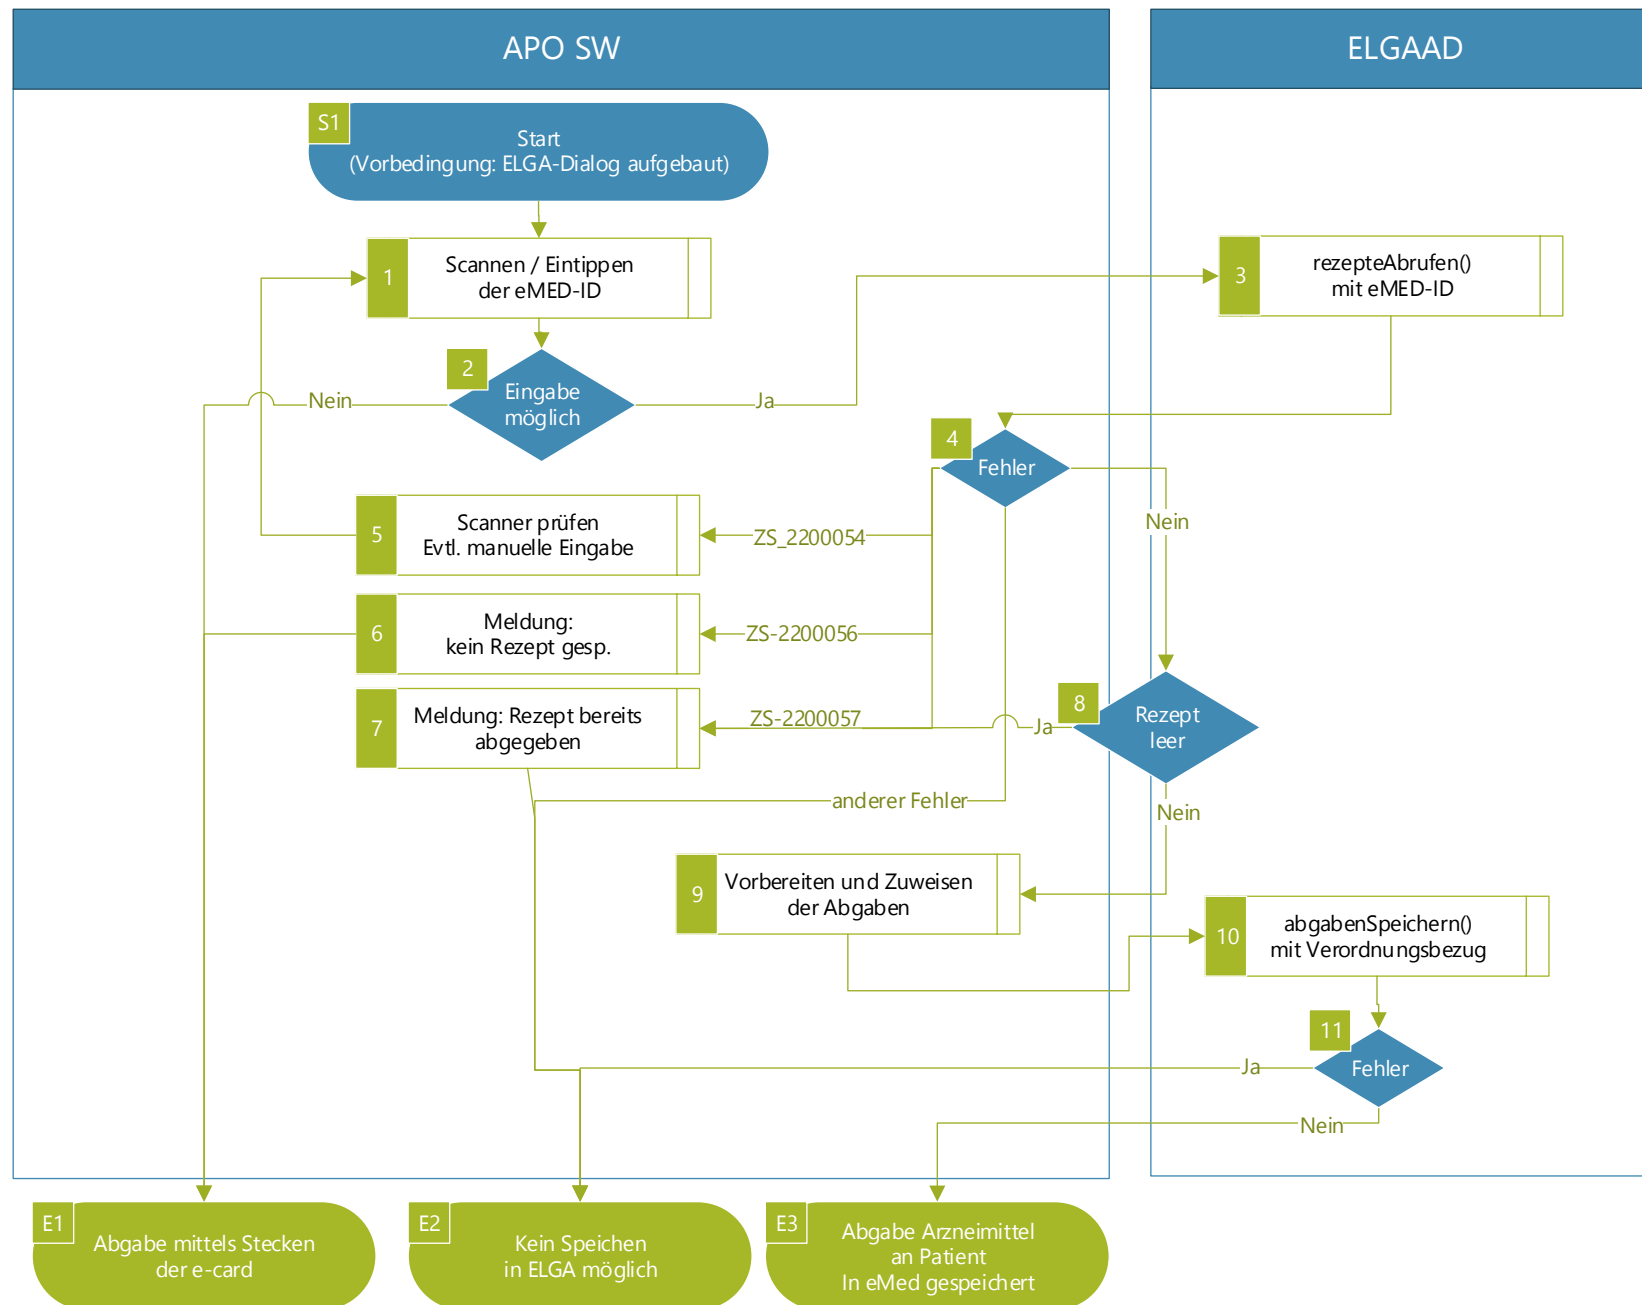 APO SW
ELGAAD
S1
Start
(Vorbedingung: ELGA-Dialog aufgebaut)
1
Scannen / Eintippen
der eMED-ID
3
rezepteAbrufen()
mit eMED-ID
2
Eingabe
möglich
Nein
Ja
4
Fehler
Nein
5
Scanner prüfen
Evtl. manuelle Eingabe
ZS_2200054
6
Meldung:
kein Rezept gesp.
ZS-2200056
7
Meldung: Rezept bereits
abgegeben
ZS-2200057
Ja
8
Rezept
leer
anderer Fehler
Nein
9
Vorbereiten und Zuweisen
der Abgaben
10
abgabenSpeichern()
mit Verordnungsbezug
11
Fehler
Ja
Nein
E1
Abgabe mittels Stecken
der e-card
E2
Kein Speichen
in ELGA möglich
E3
Abgabe Arzneimittel
an Patient
In eMed gespeichert